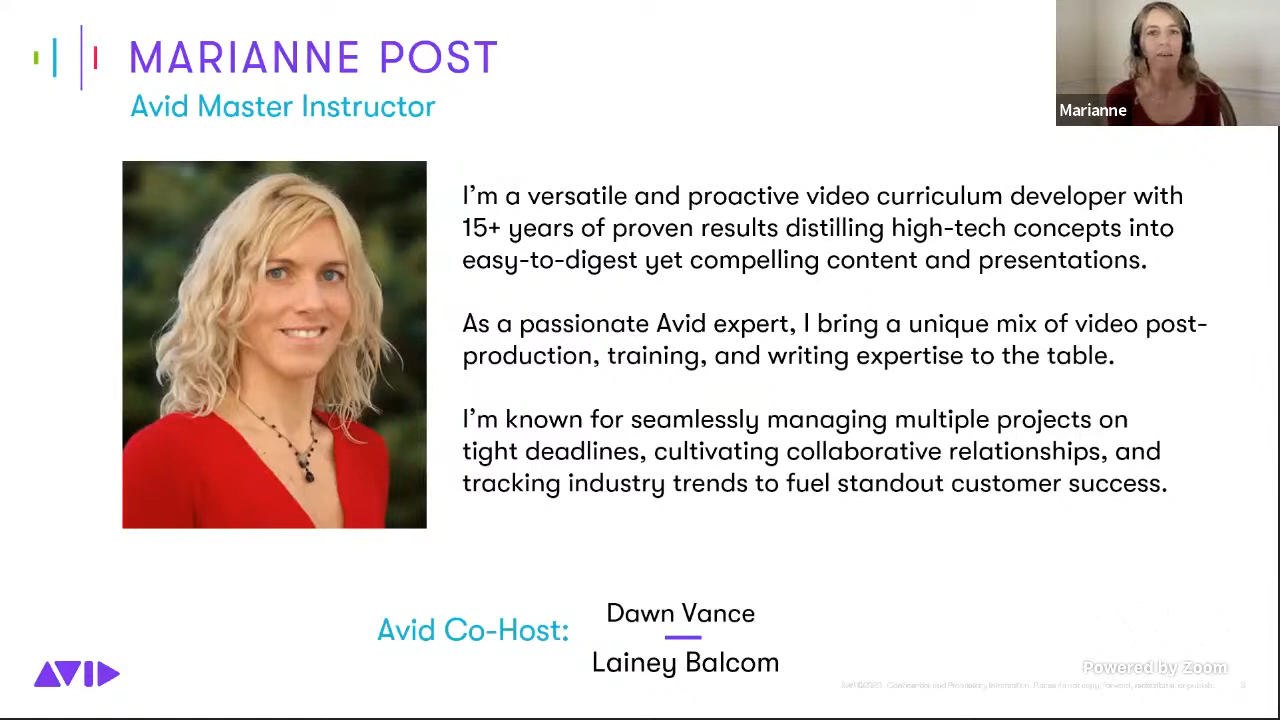 MARIANNE POST
Avid Master Instructor
Marianne
I'm a versatile and proactive video curriculum developer with
15+ years of proven results distilling high-tech concepts into
easy-to-digest yet compelling content and presentations.
As a passionate Avid expert, I bring a unique mix of video post-
production, training, and writing expertise to the table.
I'm known for seamlessly managing multiple projects on
tight deadlines, cultivating collaborative relationships, and
tracking industry trends to fuel standout customer success.
Avid Co-Host:
Dawn Vance
Lainey Balcom
AVID
Powered by Zoom